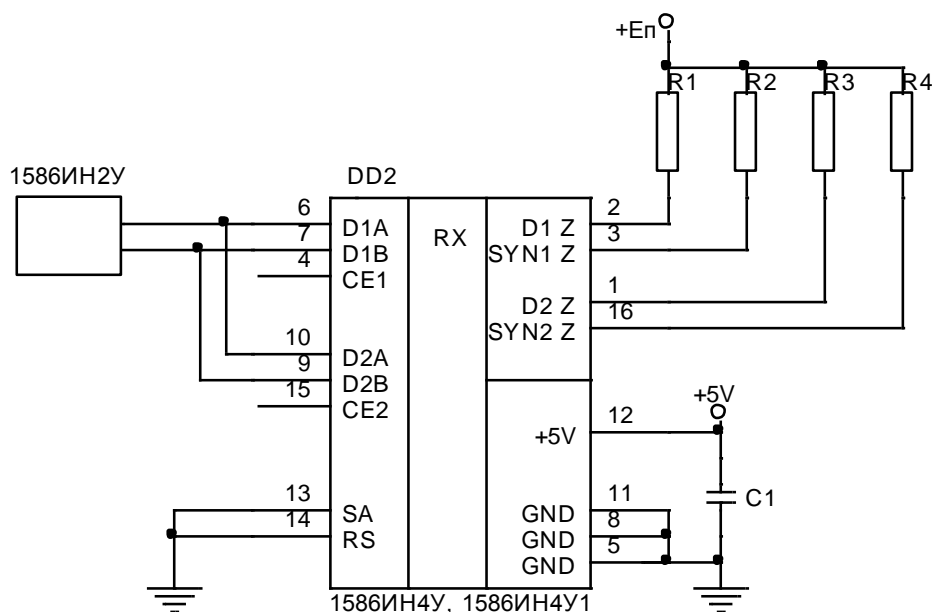 +Еп
R1 R2 R3 R4
1586ИН2У
DD2
6 D1A RX D1 Z 2
7 D1B SYN1 Z 3
4 CE1
D2 Z 1
SYN2 Z 16
10 D2A
9 D2B
15 CE2
+5V
+5V 12
C1
13 SA GND 11
14 RS GND 8
GND 5
1586ИН4У, 1586ИН4У1